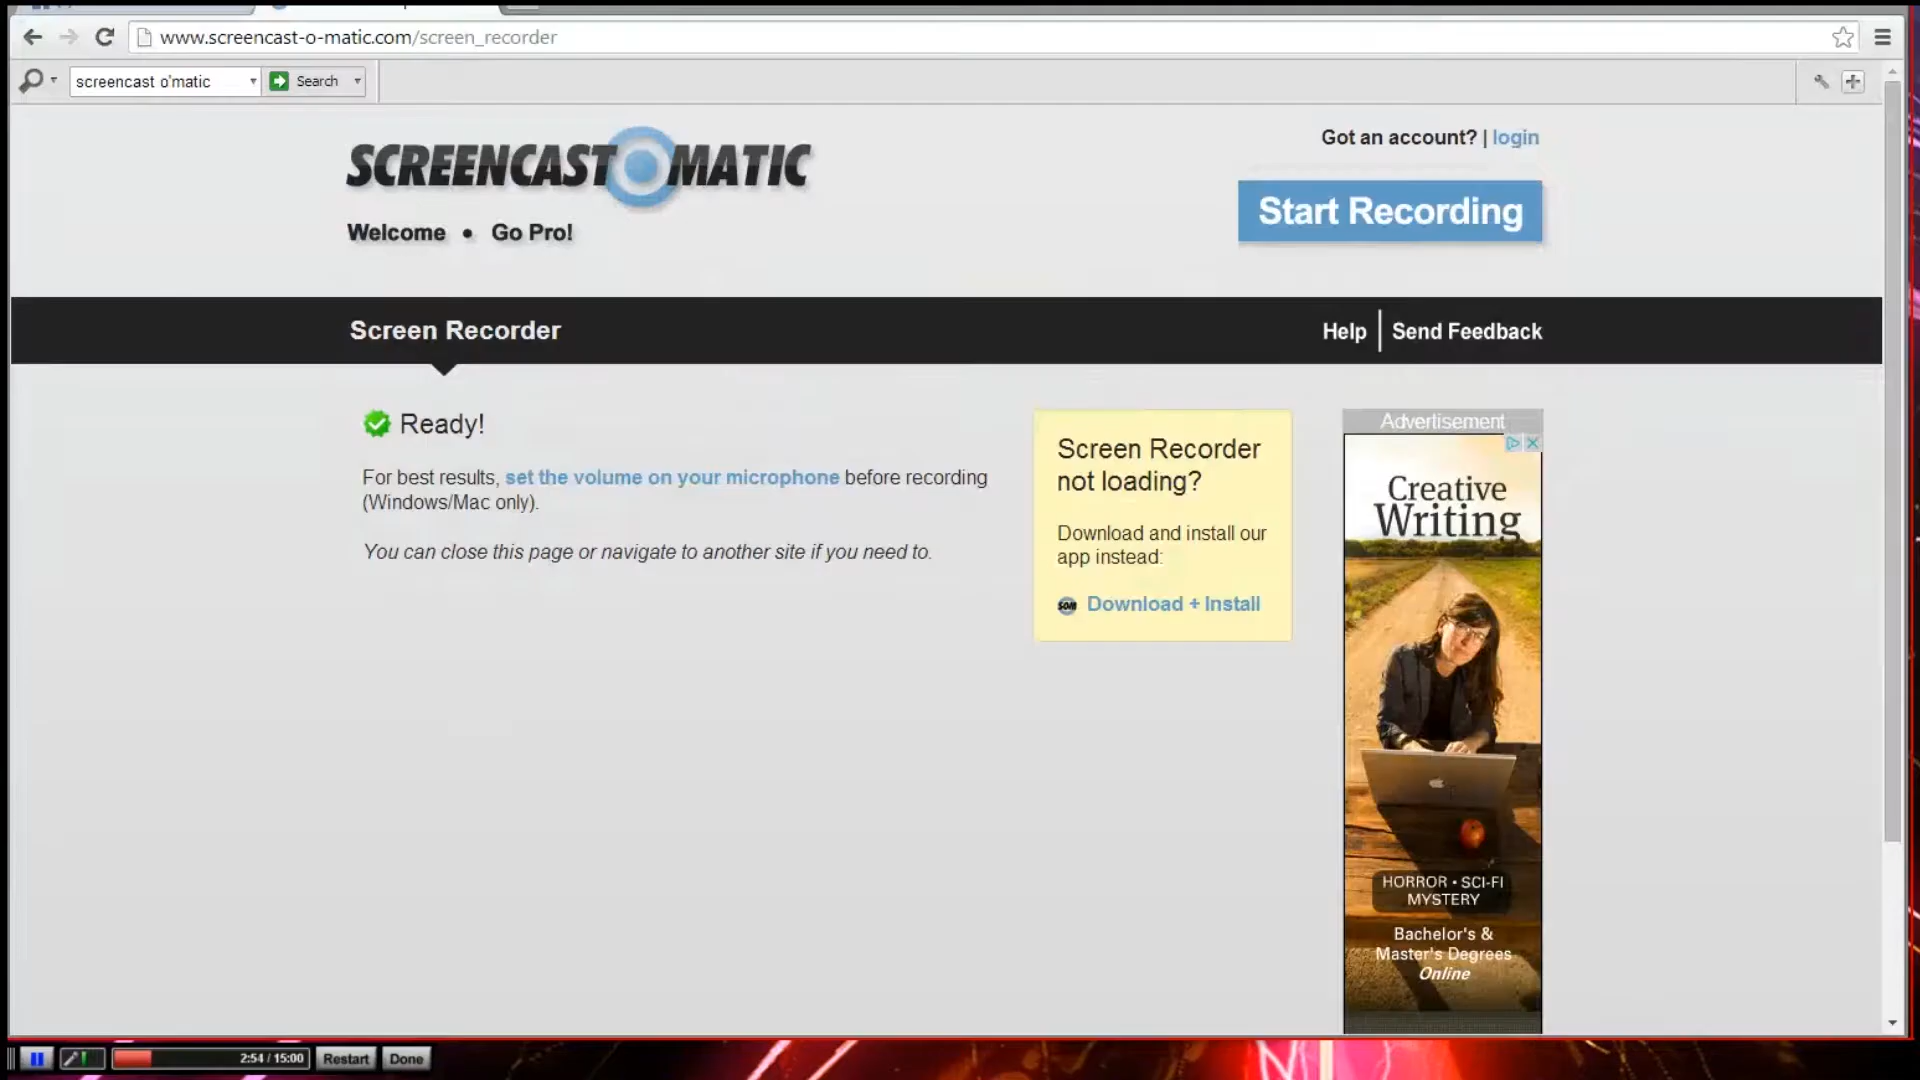 www.screencast-o-matic.com/screen_recorder
screencast o'matic
Search
SCREENCAST O MATIC
Got an account? | login
Start Recording
Welcome • Go Pro!
Screen Recorder
Help
Send Feedback
Ready!
For best results, set the volume on your microphone before recording
(Windows/Mac only).
You can close this page or navigate to another site if you need to.
Screen Recorder
not loading?
Download and install our
app instead:
SOM
Download + Install
Advertisement
Creative
Writing
HORROR • SCI-FI
MYSTERY
Bachelor's &
Master's Degrees
Online
2:54 / 15:00
Restart
Done